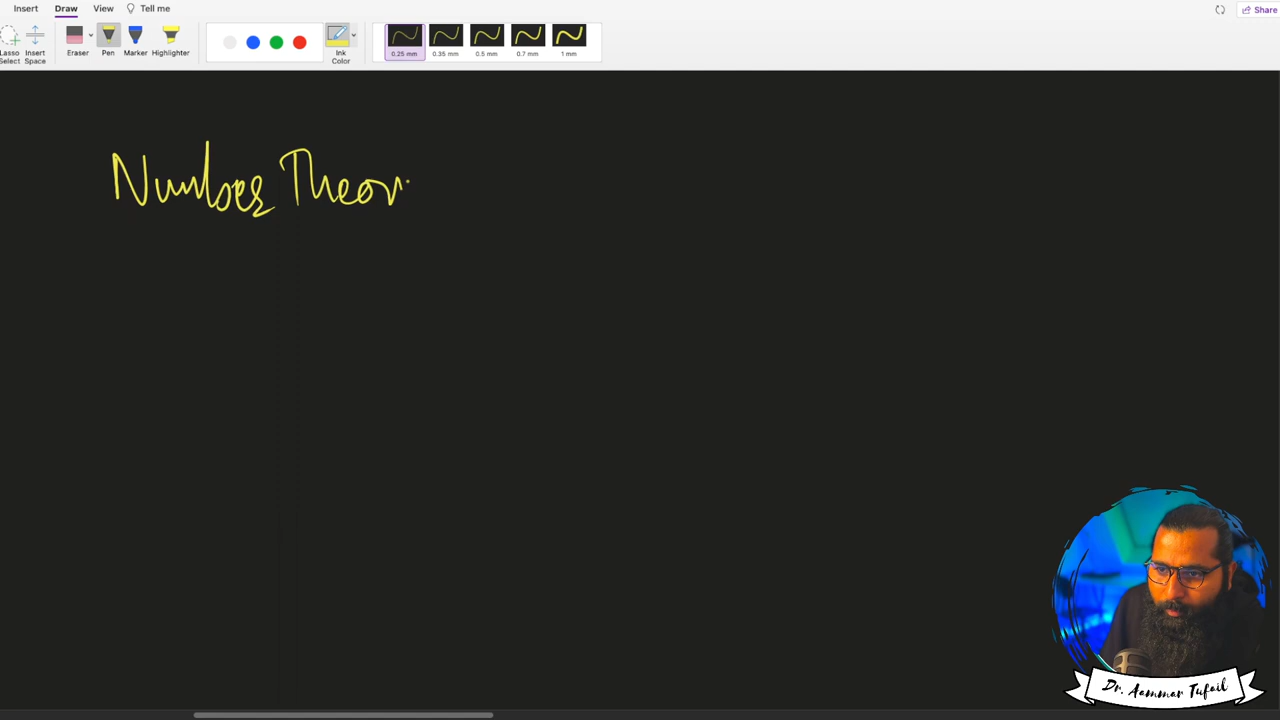 Insert Draw View Tell me Share
Lasso Select Insert Space Eraser Pen Marker Highlighter Ink Color 0.25 mm 0.35 mm 0.5 mm 0.7 mm 1 mm
Number Theor
Dr. Aammar Tufail